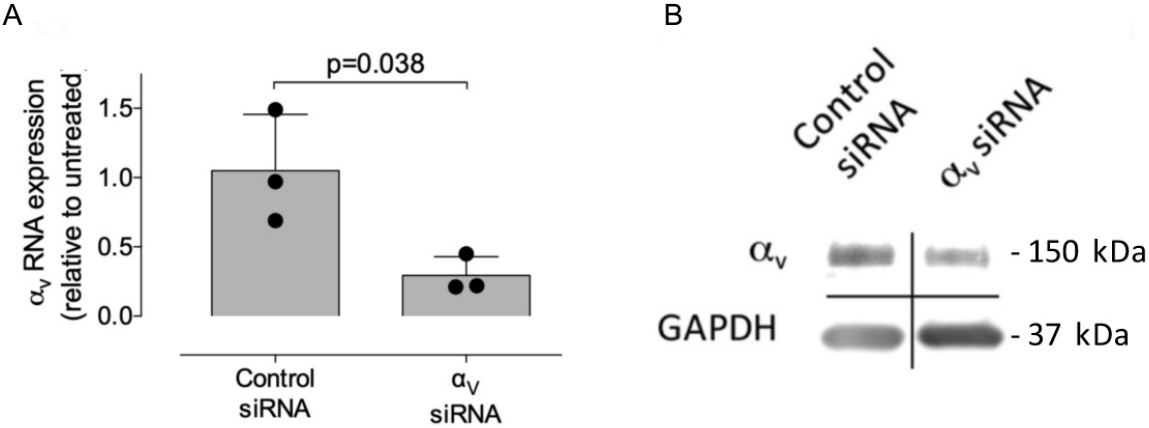 A
αv RNA expression
(relative to untreated)
p=0.038
1.5
1.0
0.5
0.0
Control
siRNA
αV
siRNA
B
Control
siRNA
αv siRNA
αv
- 150 kDa
GAPDH
- 37 kDa